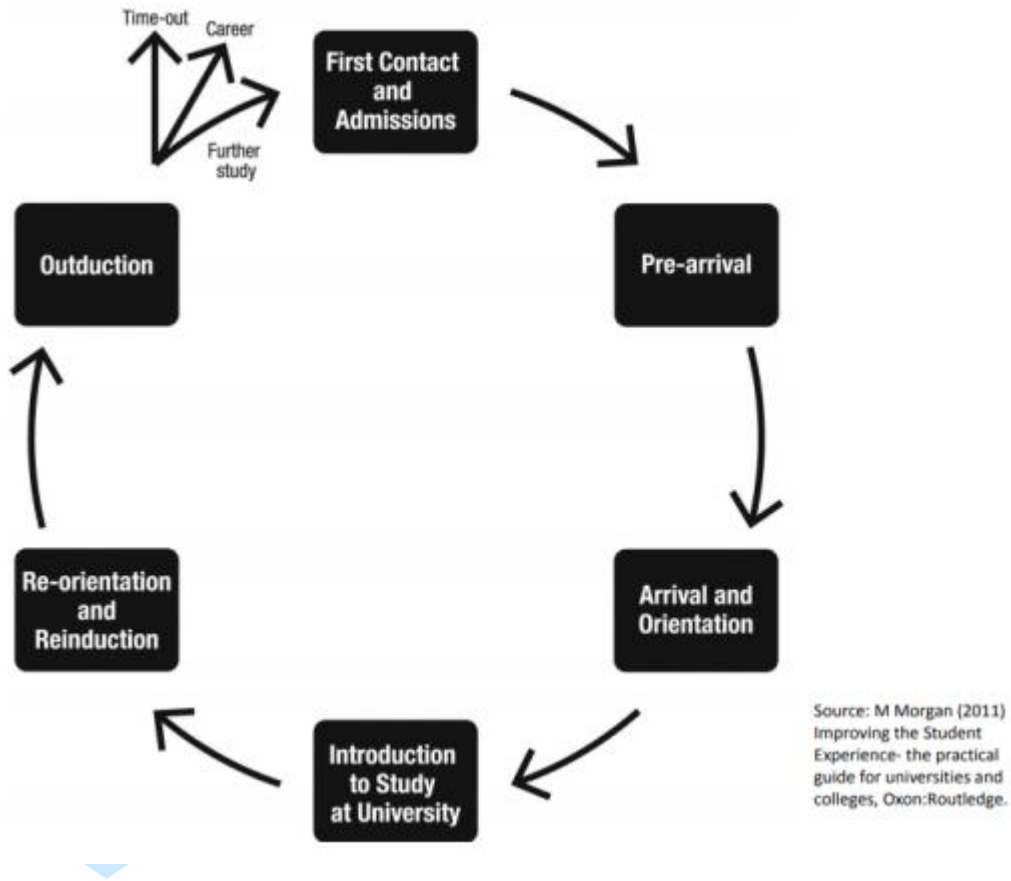 Time-out
Career
Further
study
First Contact
and
Admissions
Pre-arrival
Arrival and
Orientation
Introduction
to Study
at University
Re-orientation
and
Reinduction
Outduction
Source: M Morgan (2011)
Improving the Student
Experience- the practical
guide for universities and
colleges, Oxon:Routledge.